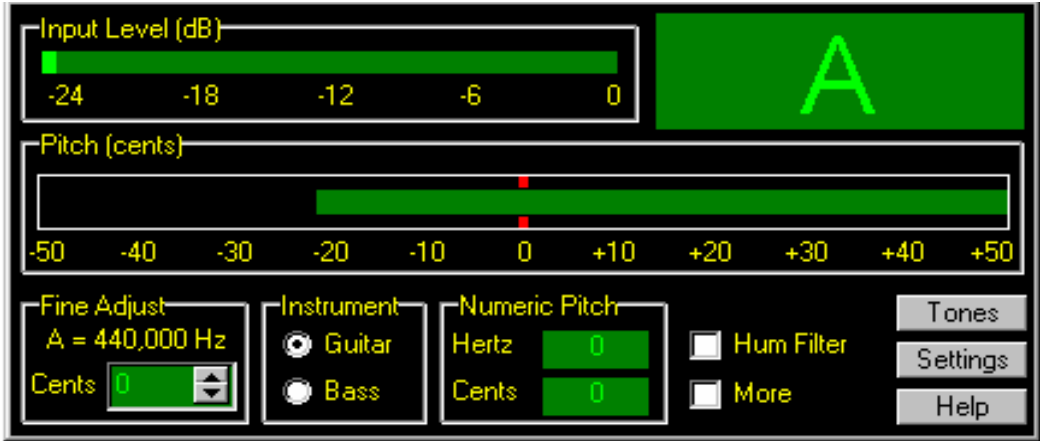 Input Level (dB)
-24 -18 -12 -6 0
A
Pitch (cents)
-50 -40 -30 -20 -10 0 +10 +20 +30 +40 +50
Fine Adjust
A = 440,000 Hz
Cents 0
Instrument
Guitar
Bass
Numeric Pitch
Hertz 0
Cents 0
Hum Filter
More
Tones
Settings
Help